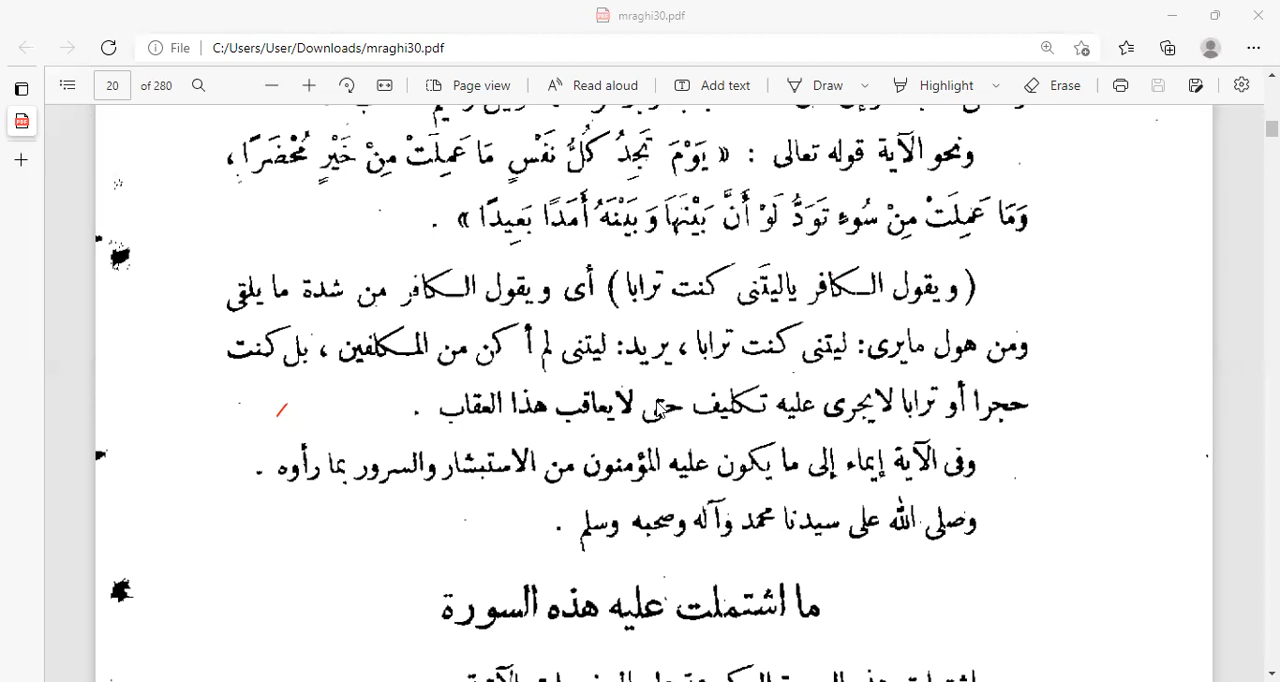 mraghi30.pdf
File
C:/Users/User/Downloads/mraghi30.pdf
20 of 280
Page view
Read aloud
Add text
Draw
Highlight
Erase
ونحو الآية قوله تعالى : « يَوْمَ تَجِدُ كُلُّ نَفْسٍ مَا عَمِلَتْ مِنْ خَيْرٍ مُحْضَرًا ،
وَمَا عَمِلَتْ مِنْ سُوءٍ تَوَدُّ لَوْ أَنَّ بَيْنَهَا وَبَيْنَهُ أَمَدًا بَعِيدًا » .
( ويقول الكافر ياليتنى كنت ترابا ) أى ويقول الكافر من شدة ما يلقى
ومن هول مايرى: ليتنى كنت ترابا ، يريد: ليتنى لم أكن من المكلفين ، بل كنت
حجرا أو ترابا لايجرى عليه تكليف حتى لايعاقب هذا العقاب .
وفى الآية إيماء إلى ما يكون عليه المؤمنون من الاستبشار والسرور بما رأوه .
وصلى الله على سيدنا محمد وآله وصحبه وسلم .
ما اشتملت عليه هذه السورة